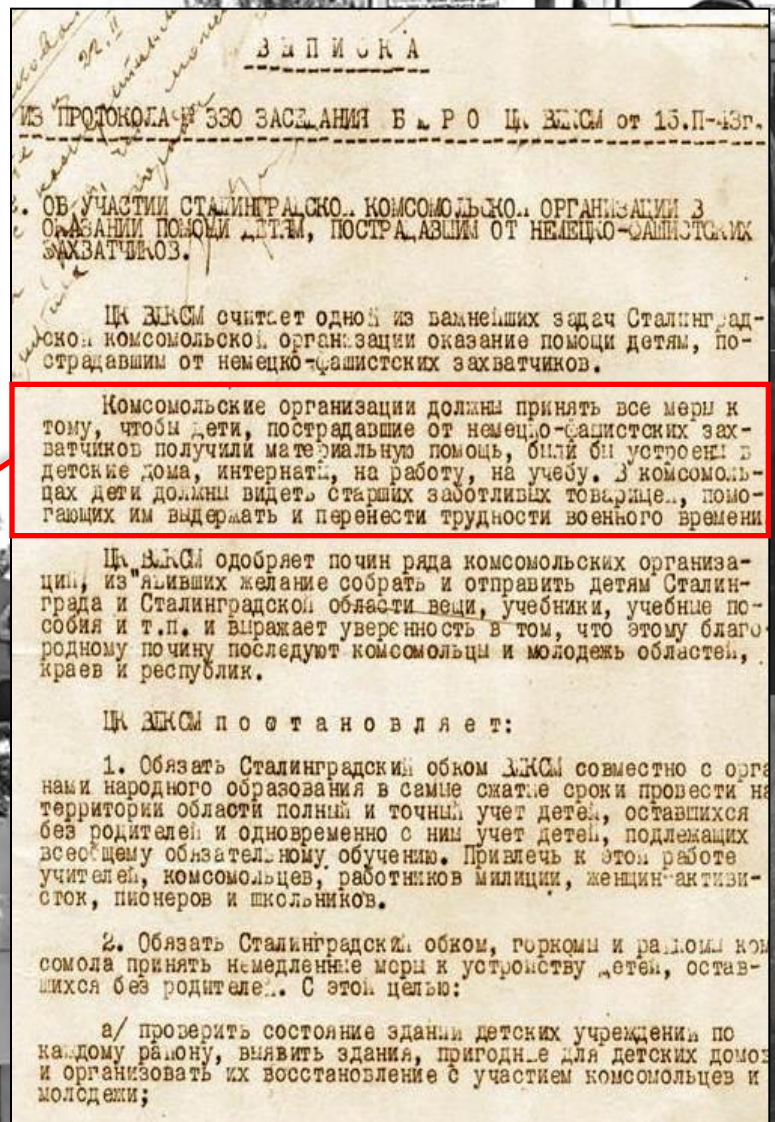 ВЫПИСКА
ИЗ ПРОТОКОЛА № 330 ЗАСЕДАНИЯ БЮРО ЦК ВЛКСМ от 15.П-43г.
22.II
ОБ УЧАСТИИ СТАЛИНГРАДСКОЙ КОМСОМОЛЬСКОЙ ОРГАНИЗАЦИИ В
ОКАЗАНИИ ПОМОЩИ ДЕТЯМ, ПОСТРАДАВШИМ ОТ НЕМЕЦКО-ФАШИСТСКИХ
ЗАХВАТЧИКОВ.
ЦК ВЛКСМ считает одной из важнейших задач Сталинград-
ской комсомольской организации оказание помощи детям, по-
страдавшим от немецко-фашистских захватчиков.
Комсомольские организации должны принять все меры к
тому, чтобы дети, пострадавшие от немецко-фашистских зах-
ватчиков получили материальную помощь, были бы устроены в
детские дома, интернаты, на работу, на учебу. В комсомоль-
цах дети должны видеть старших заботливых товарищей, помо-
гающих им выдержать и перенести трудности военного времени
ЦК ВЛКСМ одобряет почин ряда комсомольских организа-
ций, из"явивших желание собрать и отправить детям Сталин-
града и Сталинградской области вещи, учебники, учебные по-
собия и т.п. и выражает уверенность в том, что этому благо-
родному почину последуют комсомольцы и молодежь областей,
краев и республик.
ЦК ВЛКСМ постановляет:
1. Обязать Сталинградский обком ВЛКСМ совместно с орга
нами народного образования в самые сжатые сроки провести на
территории области полный и точный учет детей, оставшихся
без родителей и одновременно с ним учет детей, подлежащих
всеобщему обязательному обучению. Привлечь к этой работе
учителей, комсомольцев, работников милиции, женщин-активи-
сток, пионеров и школьников.
2. Обязать Сталинградский обком, горкомы и райкомы ком
сомола принять немедленные меры к устройству детей, остав-
шихся без родителей. С этой целью:
а/ проверить состояние зданий детских учреждений по
каждому району, выявить здания, пригодные для детских домов
и организовать их восстановление с участием комсомольцев и
молодежи;